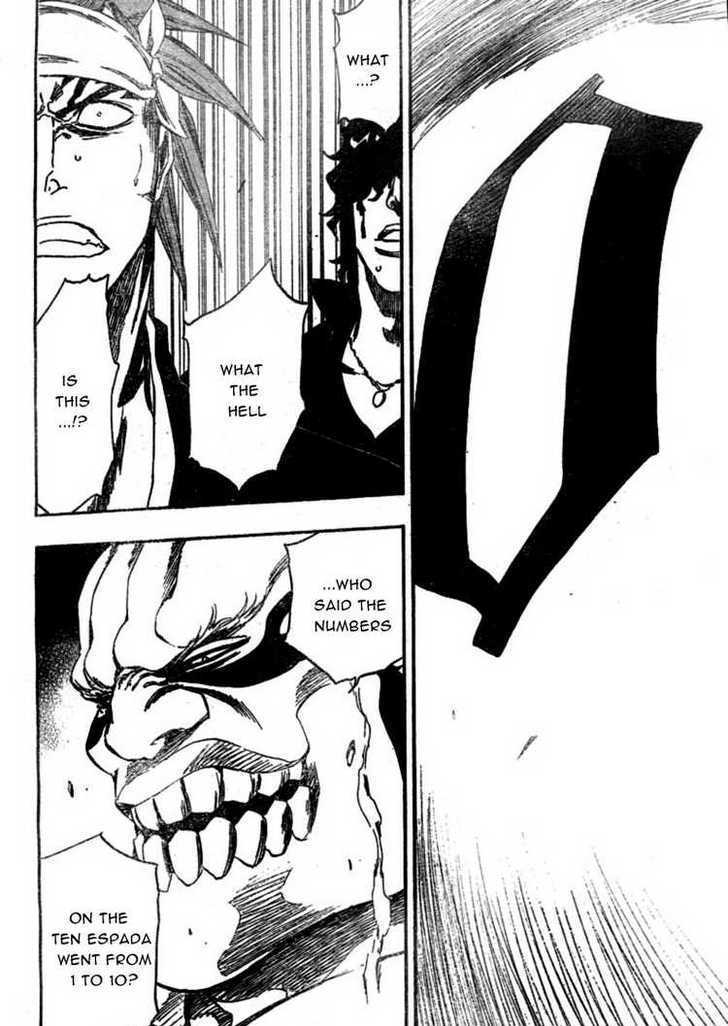 0
WHAT
...?
WHAT
THE
HELL
IS
THIS
...!?
...WHO
SAID THE
NUMBERS
ON THE
TEN ESPADA
WENT FROM
1 TO 10?